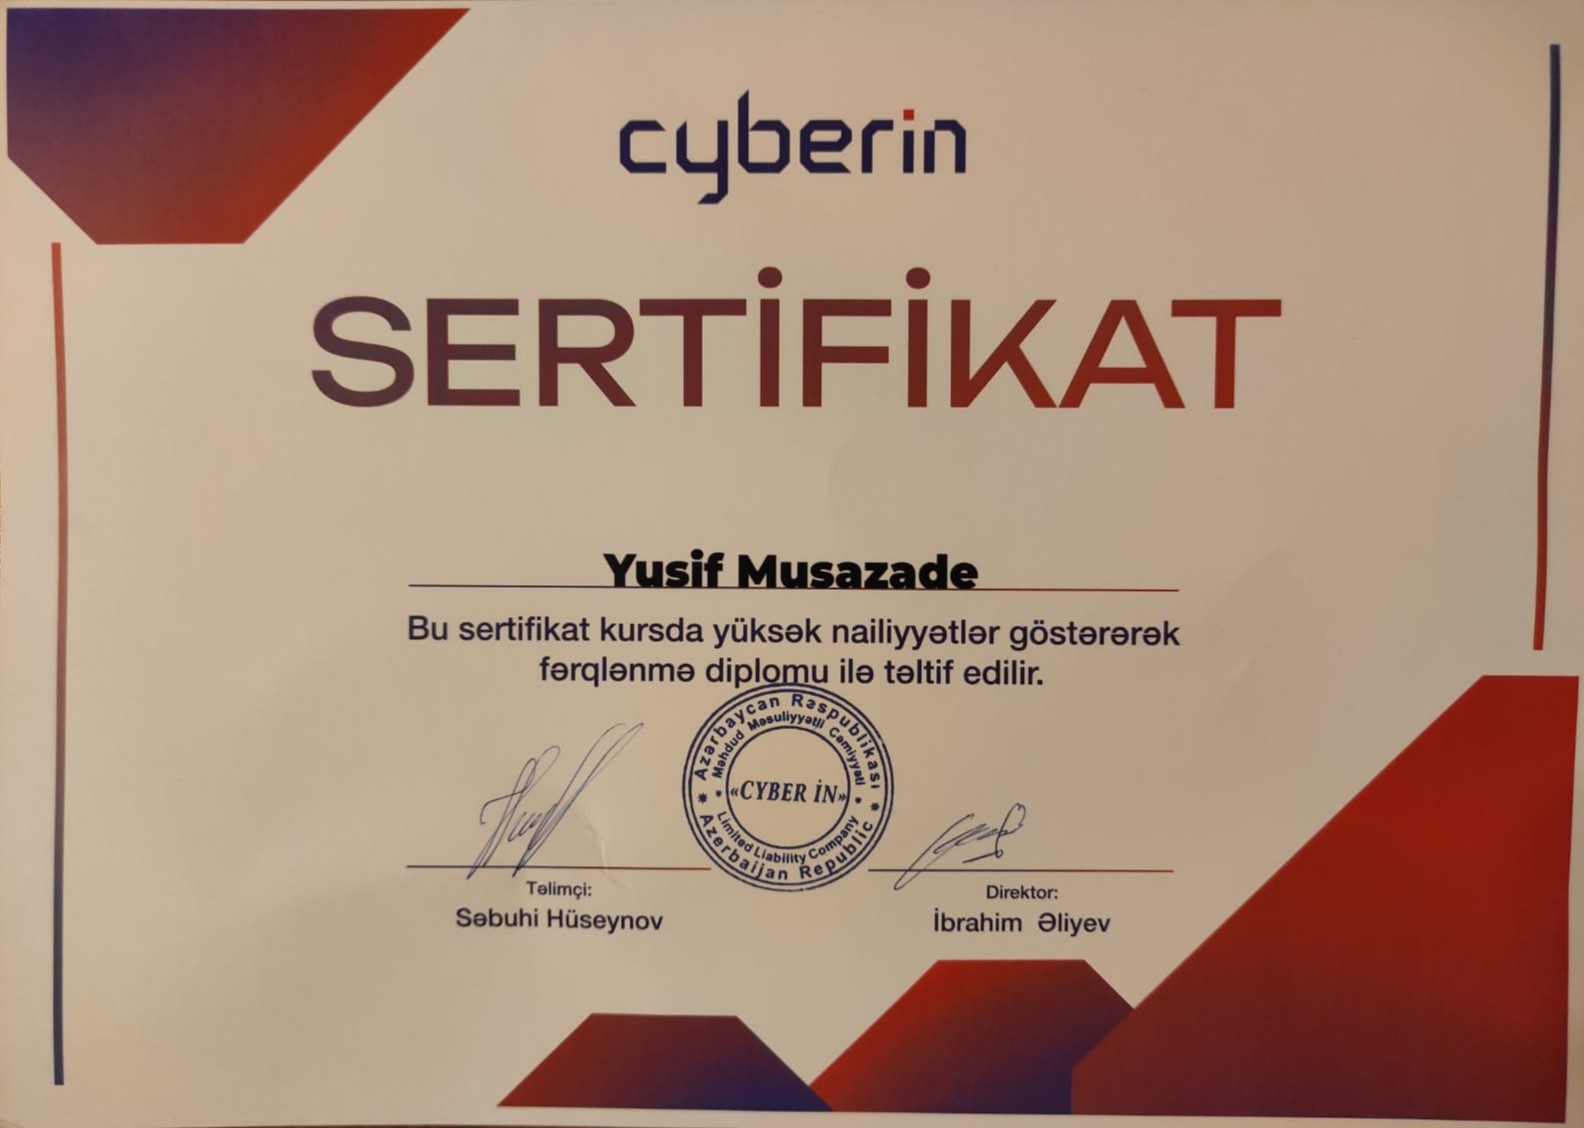 cyberin
SERTİFİKAT
Yusif Musazade
Bu sertifikat kursda yüksək nailiyyətlər göstərərək
fərqlənmə diplomu ilə təltif edilir.
Azərbaycan Respublikası
Məhdud Məsuliyyətli Cəmiyyəti
«CYBER İN»
Limited Liability Company
Azerbaijan Republic
Təlimçi:
Səbuhi Hüseynov
Direktor:
İbrahim Əliyev